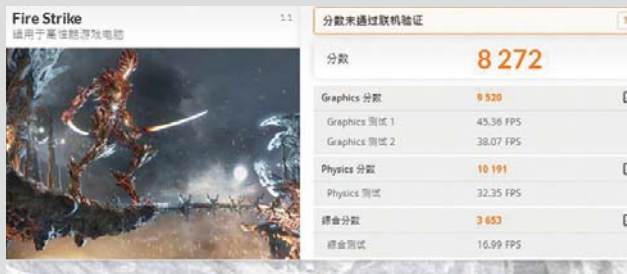 Fire Strike
1.1
适用于高性能游戏电脑
分数未通过联机验证
分数
8 272
Graphics 分数
9 520
Graphics 测试 1
45.36 FPS
Graphics 测试 2
38.07 FPS
Physics 分数
10 191
Physics 测试
32.35 FPS
综合分数
3 653
综合测试
16.99 FPS